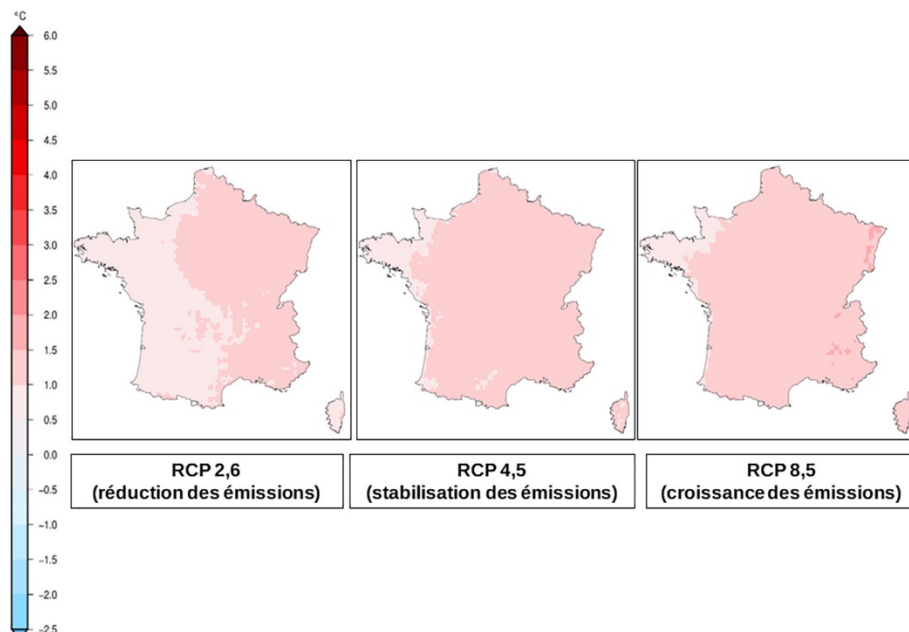 °C
6.0
5.5
5.0
4.5
4.0
3.5
3.0
2.5
2.0
1.5
1.0
0.5
0.0
−0.5
−1.0
−1.5
−2.0
−2.5
RCP 2,6
(réduction des émissions)
RCP 4,5
(stabilisation des émissions)
RCP 8,5
(croissance des émissions)